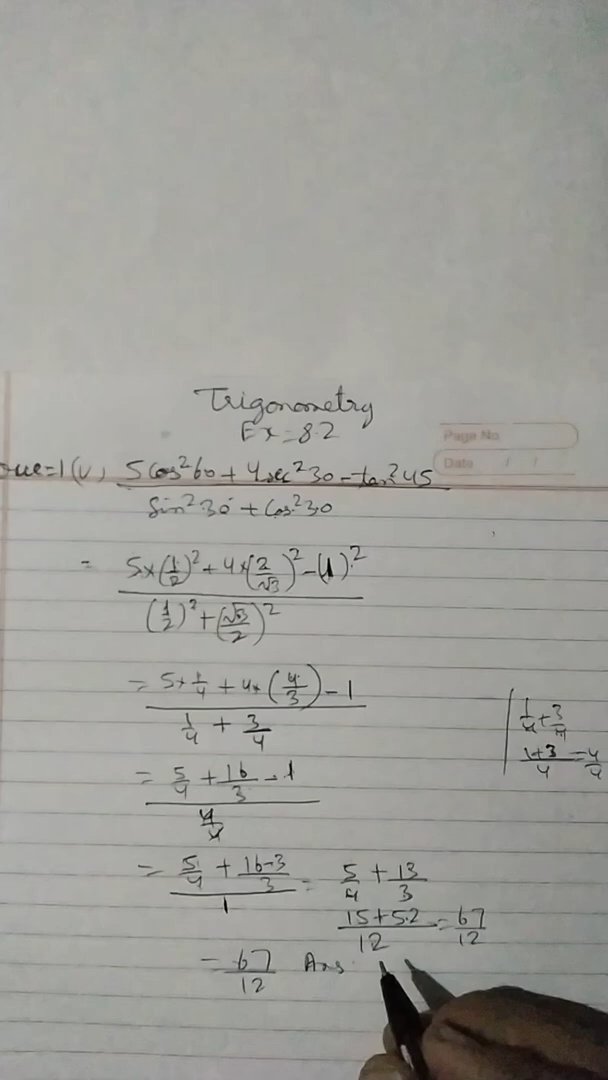 Trigonometry
Ex = 8.2
Page No.
Date / /
Que=1(v) 5cos²60 + 4sec²30 - tan²45
sin²30° + cos²30
= 5×(1/2)² + 4×(2/√3)² - (1)²
(1/2)² + (√3/2)²
= 5×1/4 + 4×(4/3) - 1
1/4 + 3/4
1/4 + 3/4
1+3/4 = 4/4
= 5/4 + 16/3 - 1
4/4
= 5/4 + 16-3/3 = 5/4 + 13/3
1
15+52/12 = 67/12
= 67/12 Ans